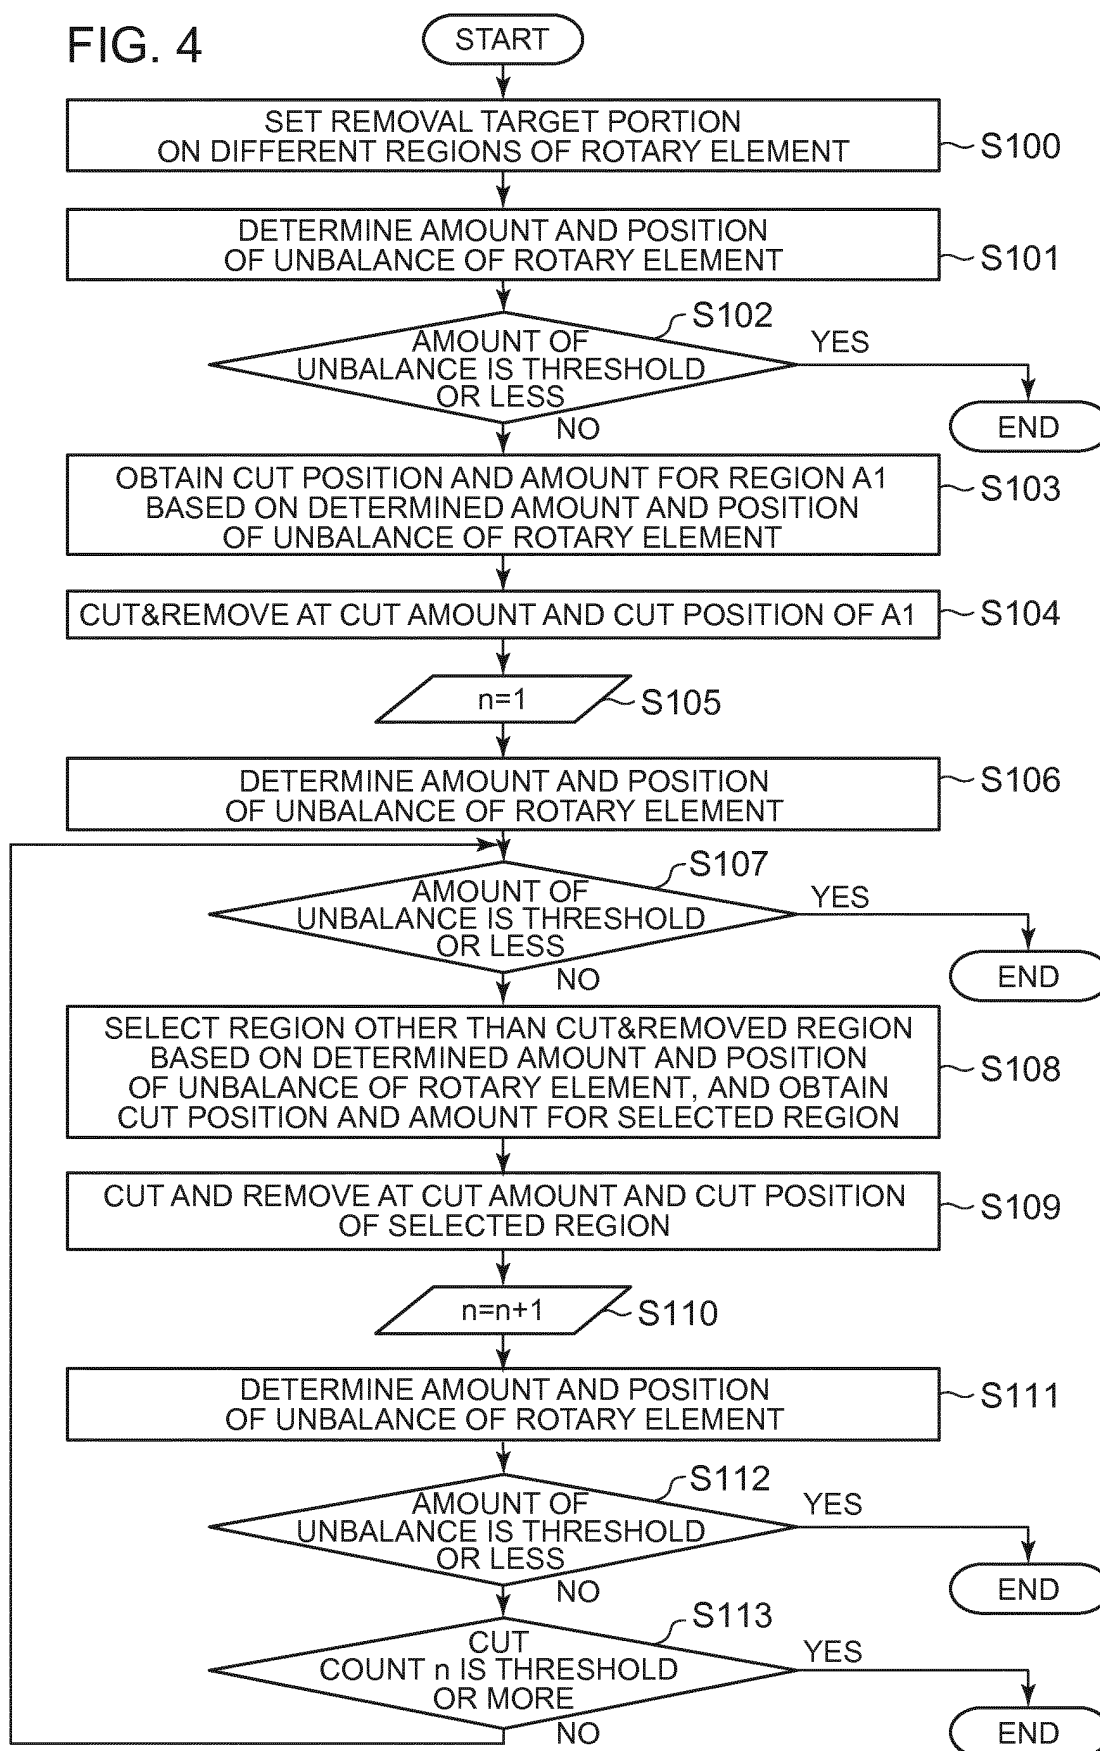 FIG. 4
START
SET REMOVAL TARGET PORTION
ON DIFFERENT REGIONS OF ROTARY ELEMENT
S100
DETERMINE AMOUNT AND POSITION
OF UNBALANCE OF ROTARY ELEMENT
S101
S102
AMOUNT OF
UNBALANCE IS THRESHOLD
OR LESS
YES
END
NO
OBTAIN CUT POSITION AND AMOUNT FOR REGION A1
BASED ON DETERMINED AMOUNT AND POSITION
OF UNBALANCE OF ROTARY ELEMENT
S103
CUT&REMOVE AT CUT AMOUNT AND CUT POSITION OF A1
S104
n=1
S105
DETERMINE AMOUNT AND POSITION
OF UNBALANCE OF ROTARY ELEMENT
S106
S107
AMOUNT OF
UNBALANCE IS THRESHOLD
OR LESS
YES
END
NO
SELECT REGION OTHER THAN CUT&REMOVED REGION
BASED ON DETERMINED AMOUNT AND POSITION
OF UNBALANCE OF ROTARY ELEMENT, AND OBTAIN
CUT POSITION AND AMOUNT FOR SELECTED REGION
S108
CUT AND REMOVE AT CUT AMOUNT AND CUT POSITION
OF SELECTED REGION
S109
n=n+1
S110
DETERMINE AMOUNT AND POSITION
OF UNBALANCE OF ROTARY ELEMENT
S111
S112
AMOUNT OF
UNBALANCE IS THRESHOLD
OR LESS
YES
END
NO
S113
CUT
COUNT n IS THRESHOLD
OR MORE
YES
END
NO